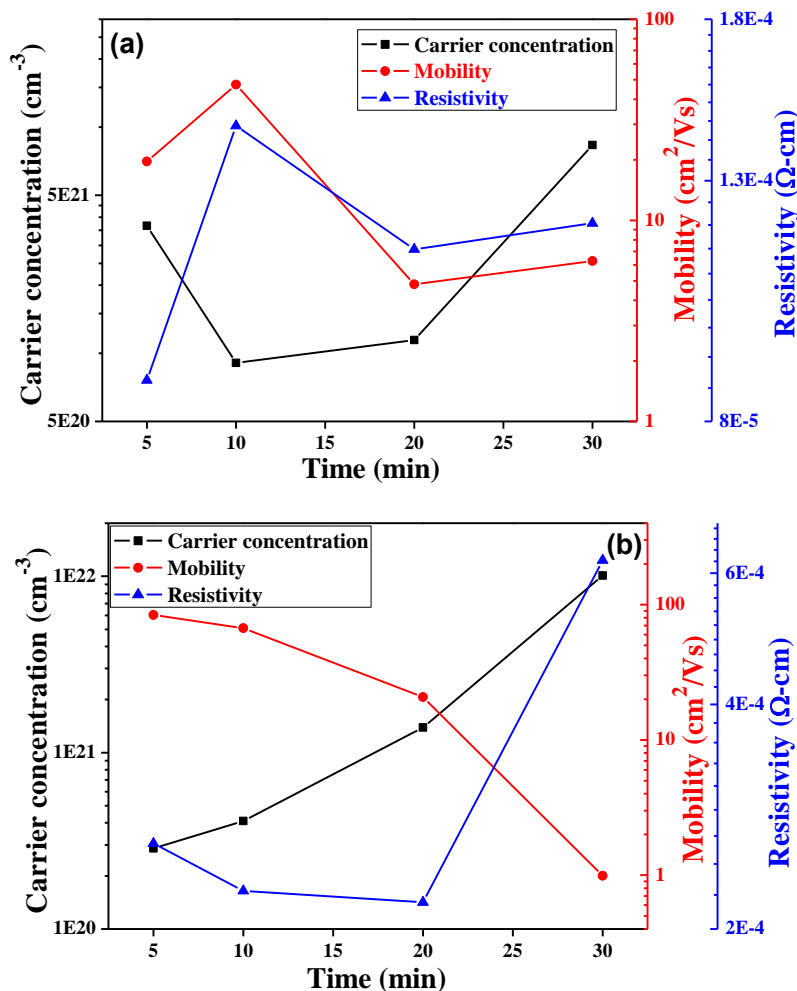 (a)
Carrier concentration
Mobility
Resistivity
Carrier concentration (cm⁻³)
5E21
5E20
5 10 15 20 25 30
Time (min)
100
10
1
Mobility (cm²/Vs)
1.8E-4
1.3E-4
8E-5
Resistivity (Ω-cm)
(b)
Carrier concentration
Mobility
Resistivity
Carrier concentration (cm⁻³)
1E22
1E21
1E20
5 10 15 20 25 30
Time (min)
100
10
1
Mobility (cm²/Vs)
6E-4
4E-4
2E-4
Resistivity (Ω-cm)